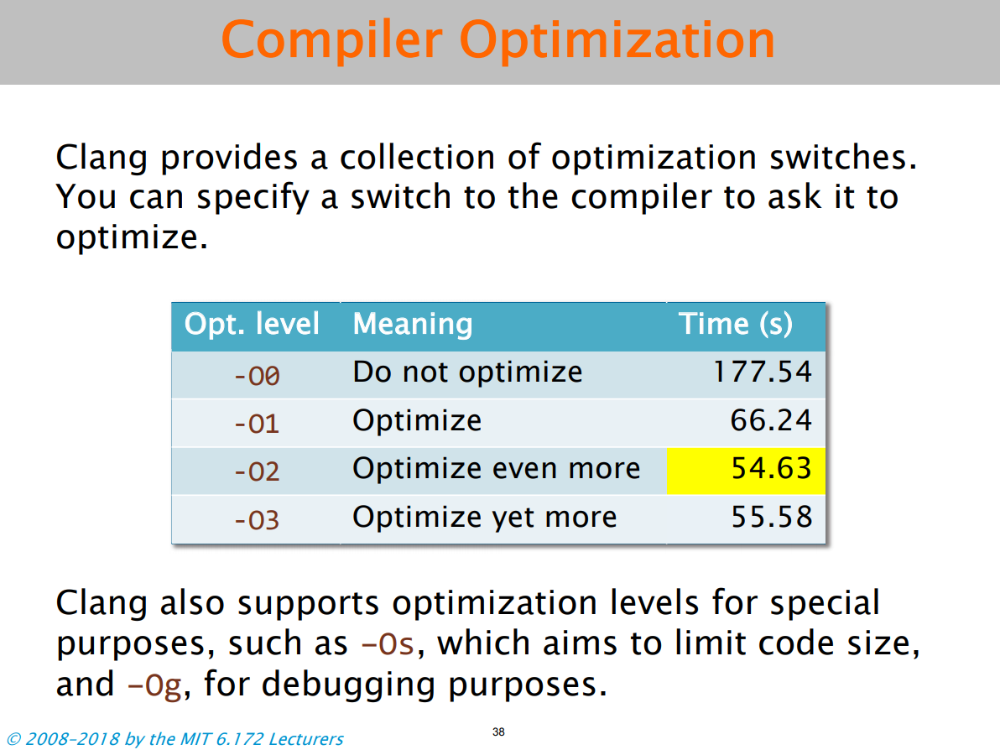 Compiler Optimization
Clang provides a collection of optimization switches.
You can specify a switch to the compiler to ask it to
optimize.
Opt. level Meaning Time (s)
-O0 Do not optimize 177.54
-O1 Optimize 66.24
-O2 Optimize even more 54.63
-O3 Optimize yet more 55.58
Clang also supports optimization levels for special
purposes, such as –Os, which aims to limit code size,
and –Og, for debugging purposes.
© 2008–2018 by the MIT 6.172 Lecturers
38